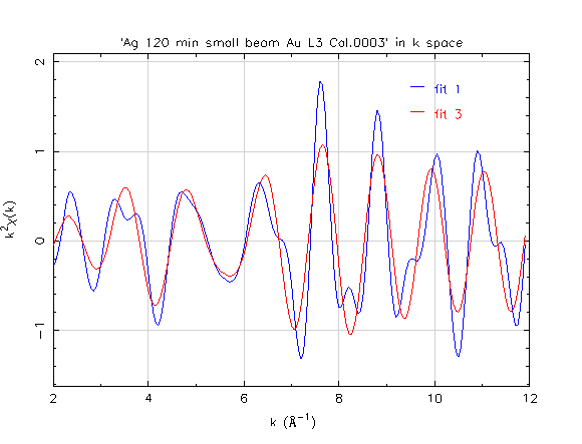 'Ag 120 min small beam Au L3 Cal.0003' in k space
fit 1
fit 3
2
1
0
−1
k²χ(k)
2 4 6 8 10 12
k (Å⁻¹)